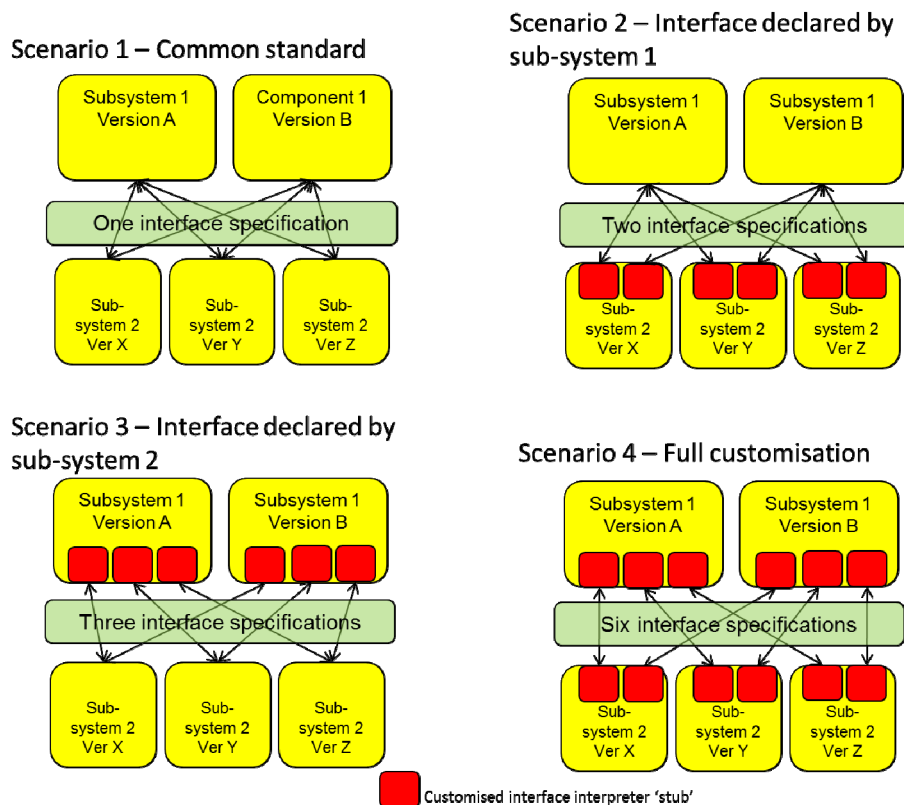 Scenario 1 – Common standard
Subsystem 1
Version A
Component 1
Version B
One interface specification
Sub-
system 2
Ver X
Sub-
system 2
Ver Y
Sub-
system 2
Ver Z
Scenario 2 – Interface declared by
sub-system 1
Subsystem 1
Version A
Subsystem 1
Version B
Two interface specifications
Sub-
system 2
Ver X
Sub-
system 2
Ver Y
Sub-
system 2
Ver Z
Scenario 3 – Interface declared by
sub-system 2
Subsystem 1
Version A
Subsystem 1
Version B
Three interface specifications
Sub-
system 2
Ver X
Sub-
system 2
Ver Y
Sub-
system 2
Ver Z
Scenario 4 – Full customisation
Subsystem 1
Version A
Subsystem 1
Version B
Six interface specifications
Sub-
system 2
Ver X
Sub-
system 2
Ver Y
Sub-
system 2
Ver Z
Customised interface interpreter 'stub'